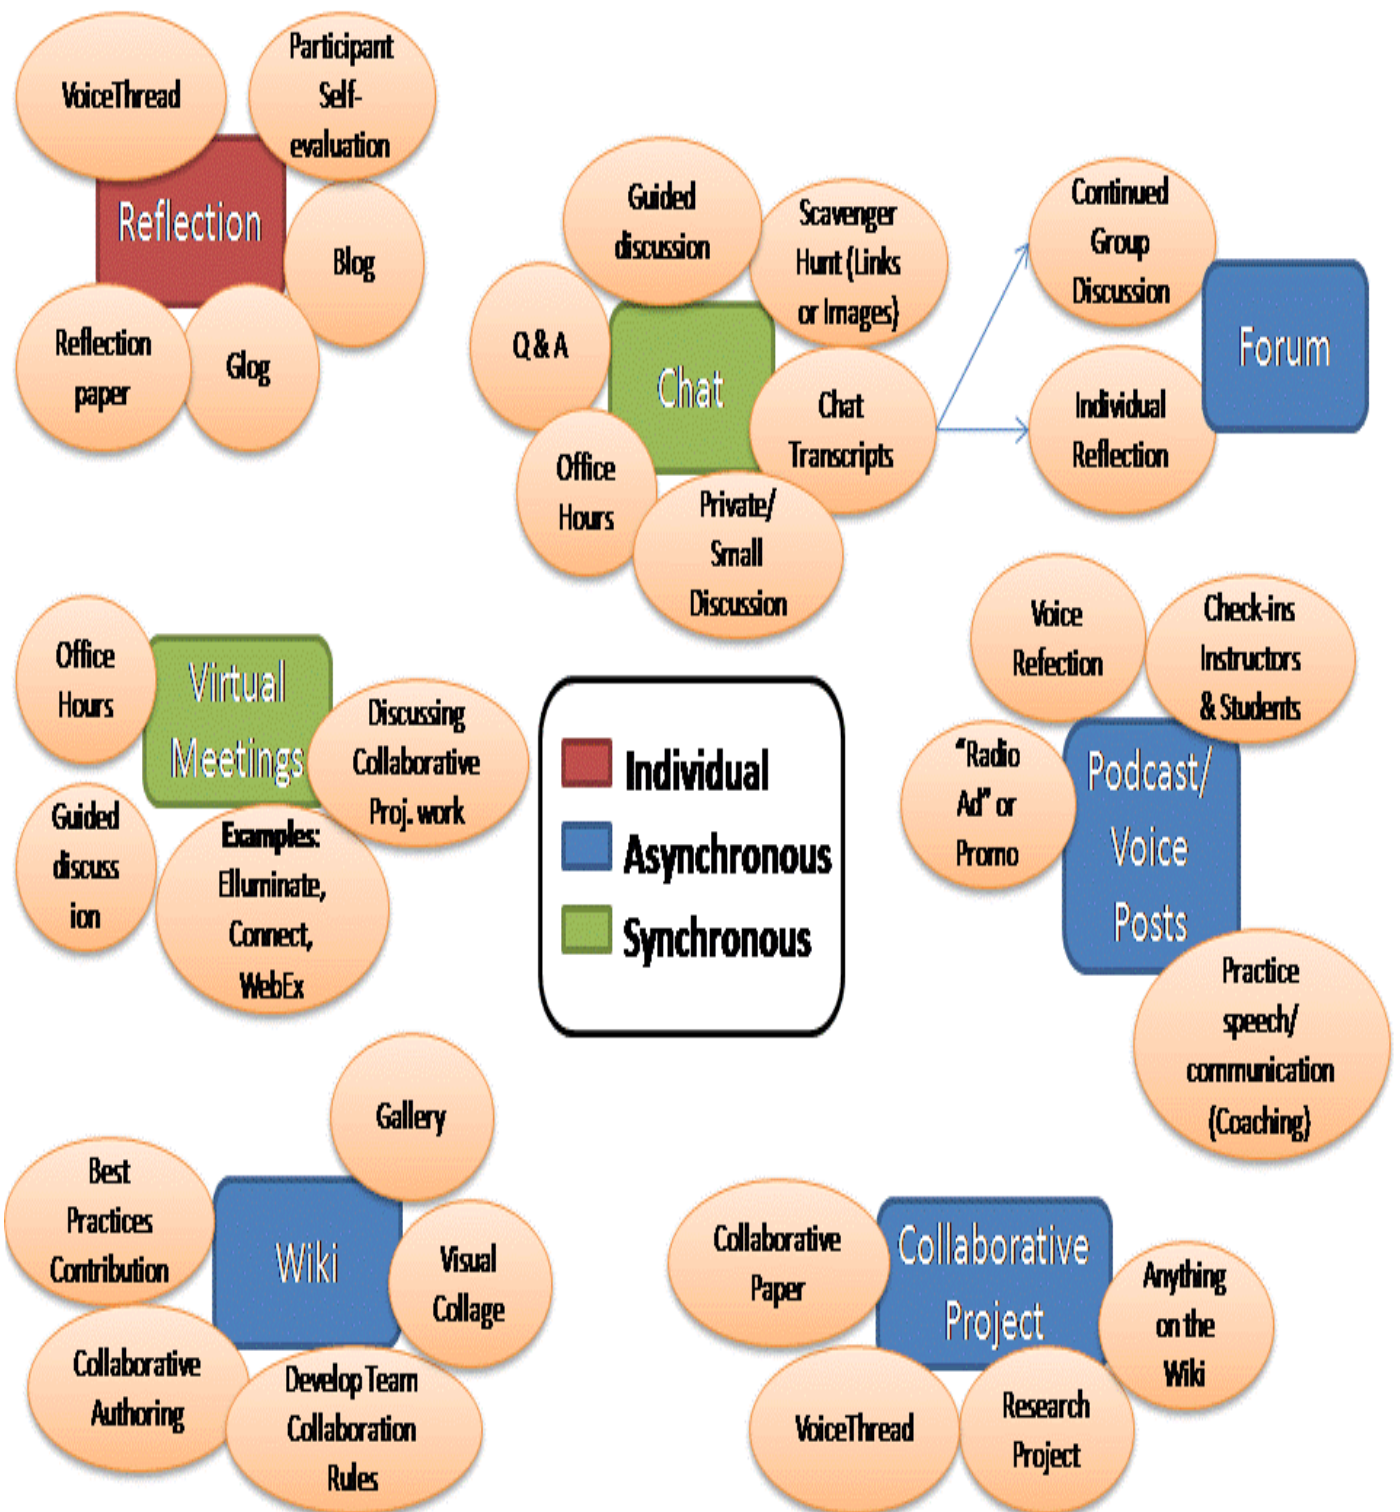 VoiceThread
Participant
Self-
evaluation
Reflection
Blog
Reflection
paper
Glog
Guided
discussion
Scavenger
Hunt (Links
or Images)
Q & A
Chat
Chat
Transcripts
Office
Hours
Private/
Small
Discussion
Continued
Group
Discussion
Forum
Individual
Reflection
Office
Hours
Virtual
Meetings
Discussing
Collaborative
Proj. work
Guided
discuss
ion
Examples:
Elluminate,
Connect,
WebEx
Individual
Asynchronous
Synchronous
Voice
Refection
Check-ins
Instructors
& Students
“Radio
Ad” or
Promo
Podcast/
Voice
Posts
Practice
speech/
communication
(Coaching)
Gallery
Best
Practices
Contribution
Wiki
Visual
Collage
Collaborative
Authoring
Develop Team
Collaboration
Rules
Collaborative
Paper
Collaborative
Project
Anything
on the
Wiki
VoiceThread
Research
Project